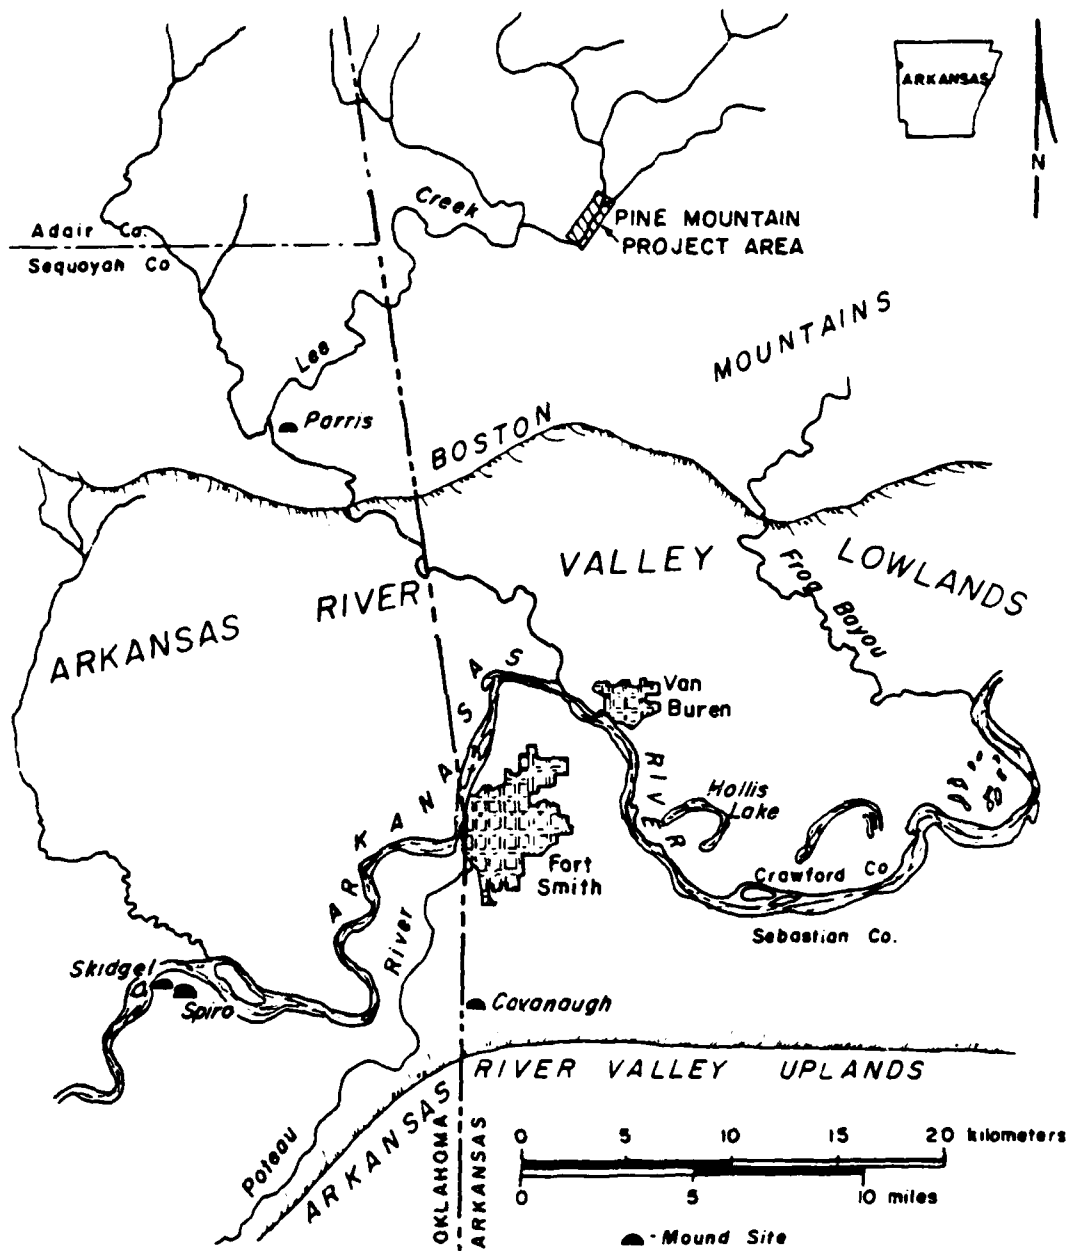 ARKANSAS
N
Creek
PINE MOUNTAIN
PROJECT AREA
Adair Co.
Sequoyah Co
MOUNTAINS
Lee
Parris
BOSTON
VALLEY
LOWLANDS
Frog Bayou
RIVER
ARKANSAS
ARKANSAS
RIVER
Van
Buren
Hollis
Lake
Fort
Smith
Crawford Co
Sebastian Co.
River
Skidgel
Spiro
Cavanaugh
RIVER VALLEY UPLANDS
ARKANSAS
Poteau
OKLAHOMA
ARKANSAS
0 5 10 15 20 kilometers
0 5 10 miles
- Mound Site